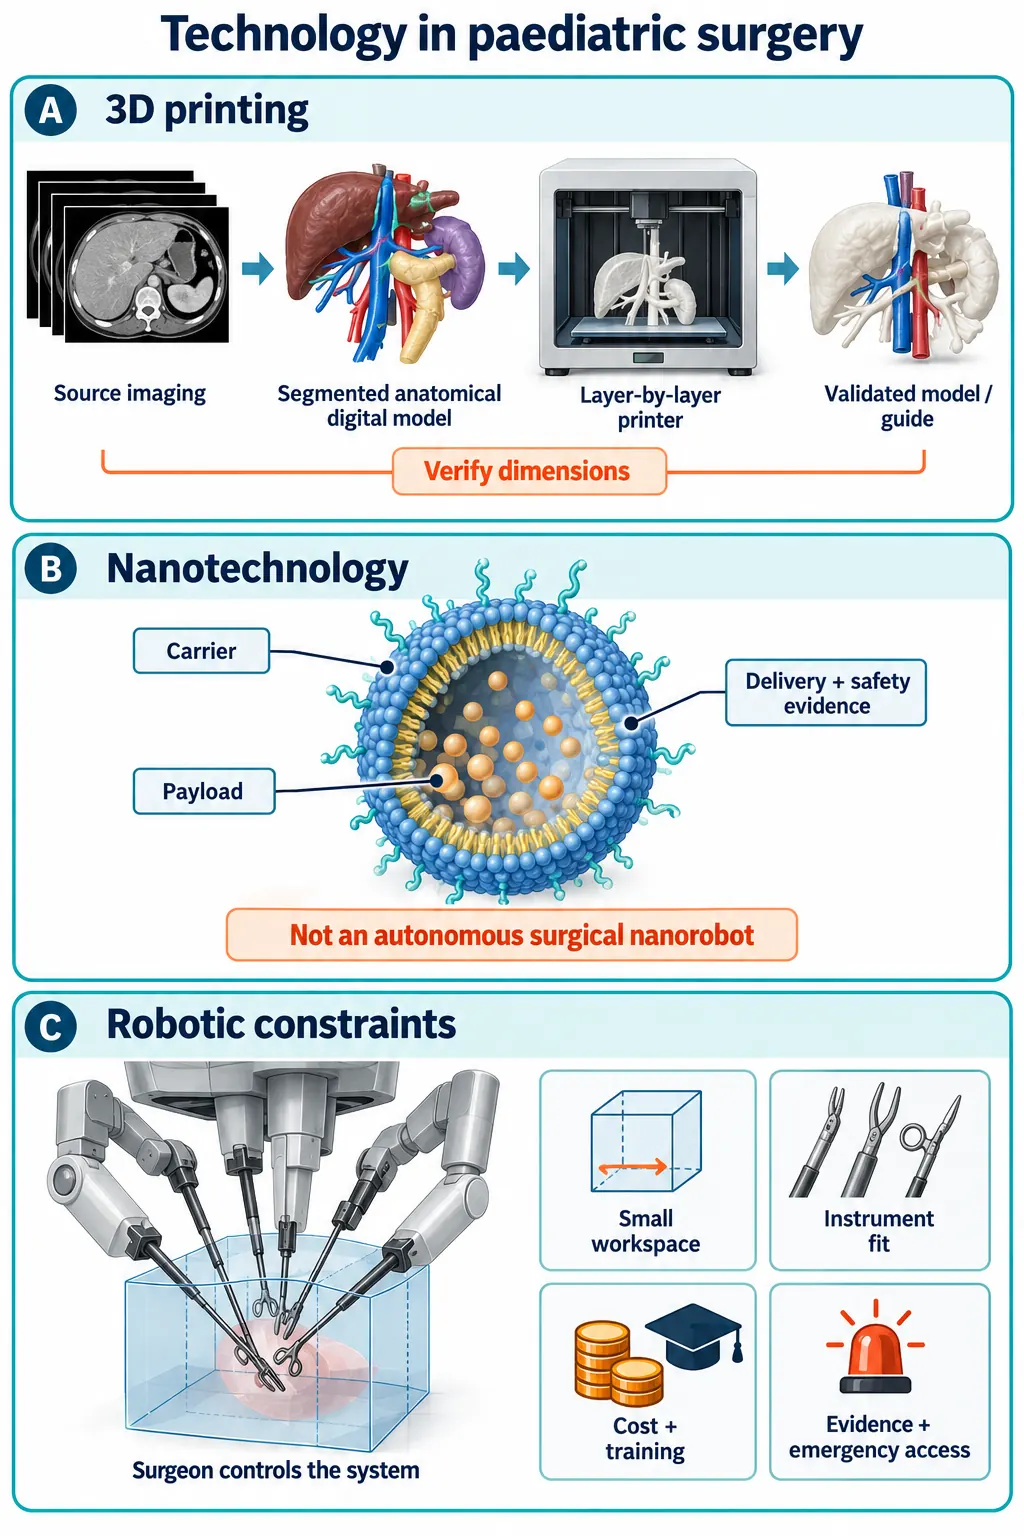 Technology in paediatric surgery
A 3D printing
Source imaging
Segmented anatomical
digital model
Layer-by-layer
printer
Validated model /
guide
Verify dimensions
B Nanotechnology
Carrier
Payload
Delivery + safety
evidence
Not an autonomous surgical nanorobot
C Robotic constraints
Surgeon controls the system
Small
workspace
Instrument
fit
Cost +
training
Evidence +
emergency access